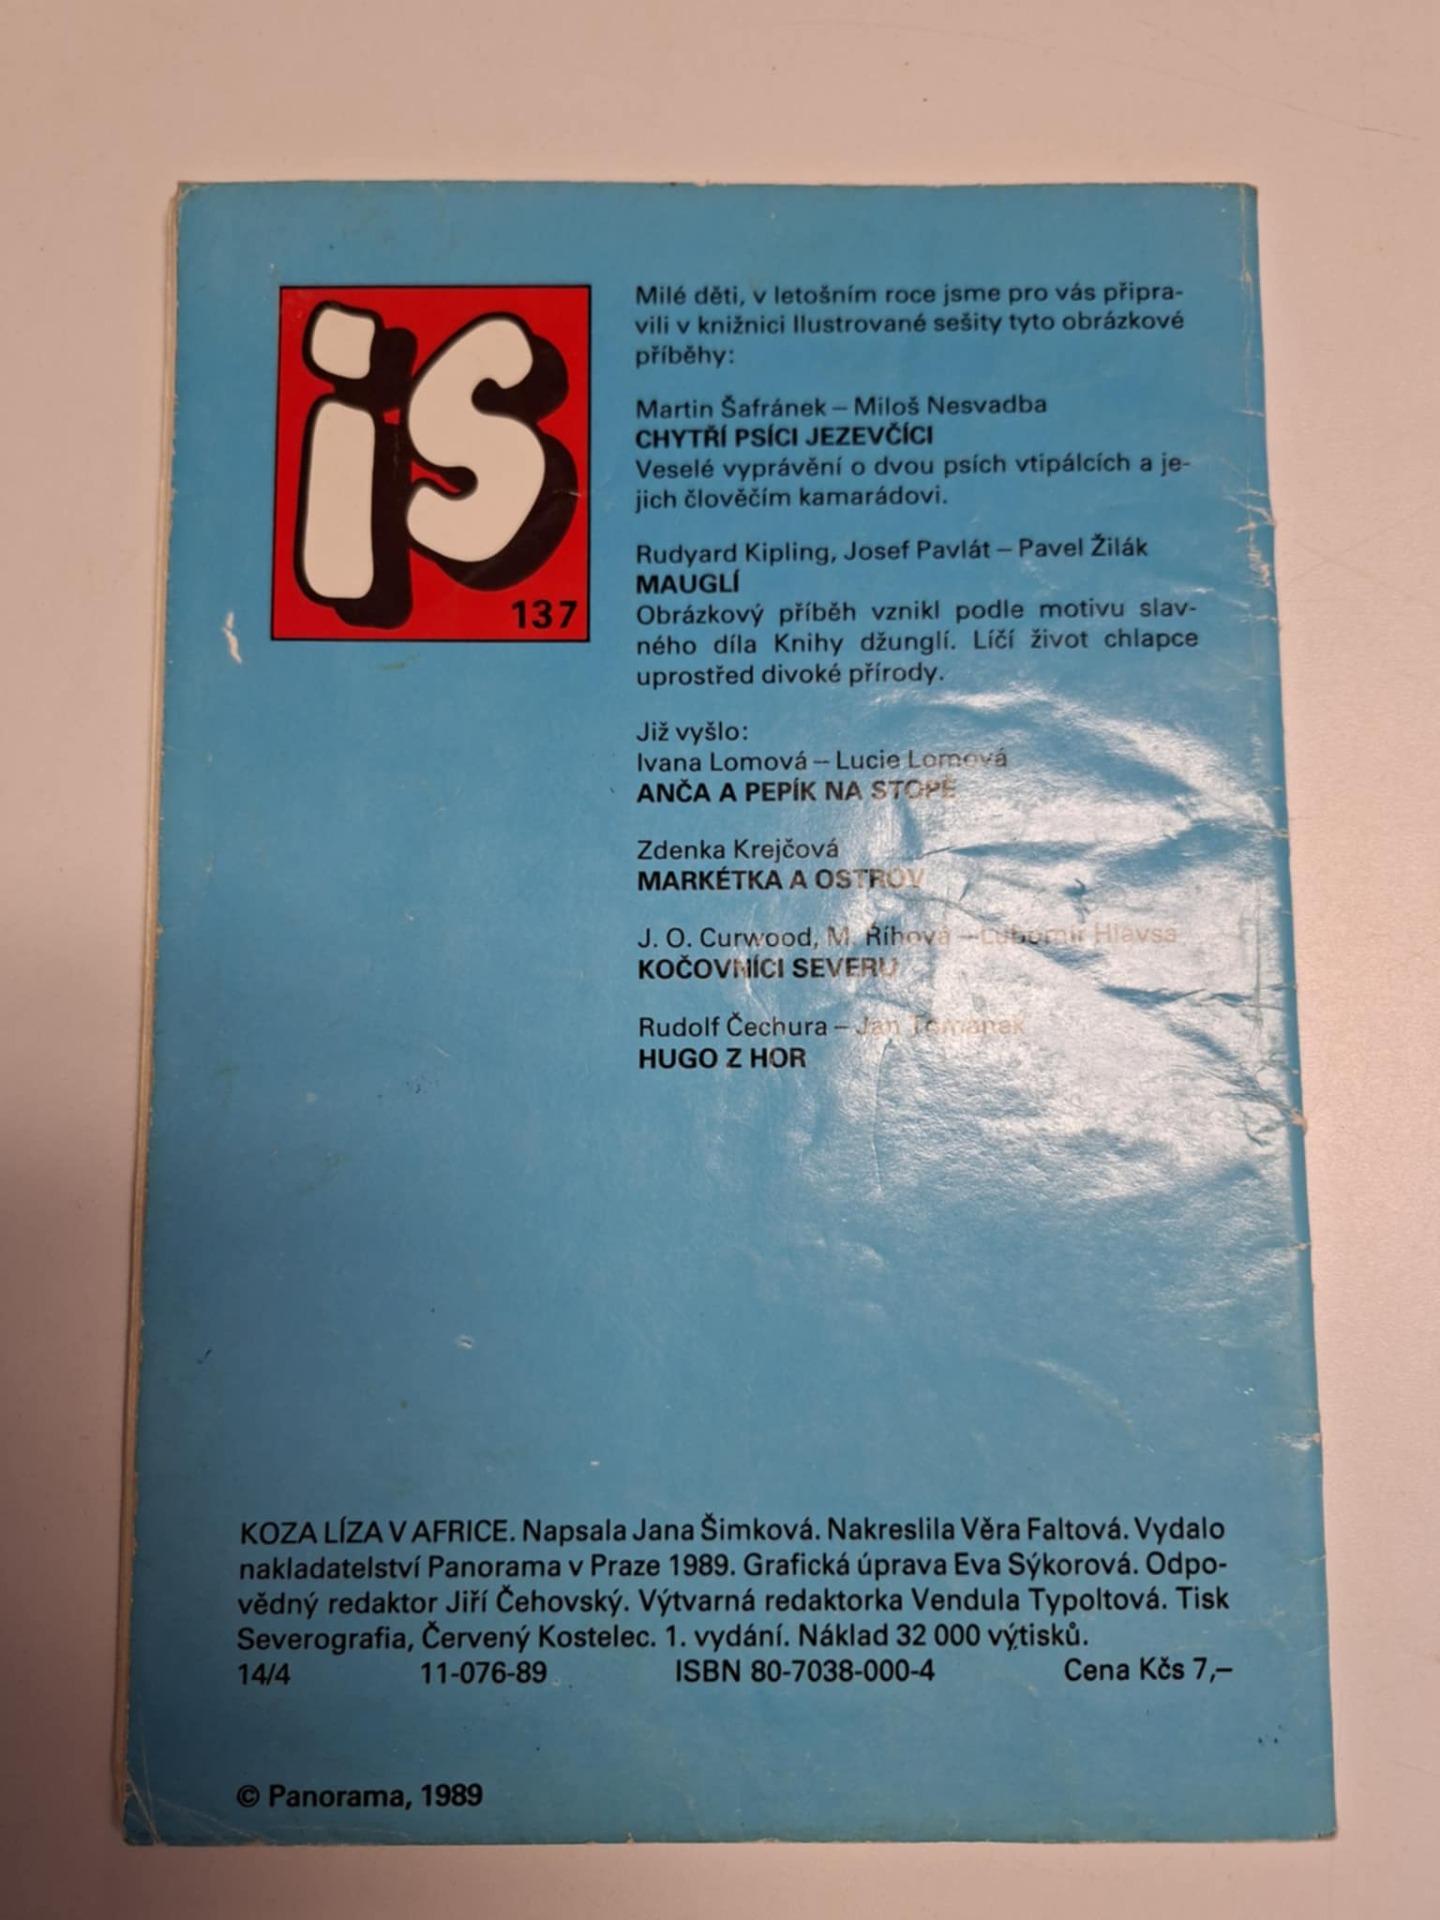 is
137
Milé děti, v letošním roce jsme pro vás připra-
vili v knižnici Ilustrované sešity tyto obrázkové
příběhy:
Martin Šafránek – Miloš Nesvadba
CHYTŘÍ PSÍCI JEZEVČÍCI
Veselé vyprávění o dvou psích vtipálcích a je-
jich člověčím kamarádovi.
Rudyard Kipling, Josef Pavlát – Pavel Žilák
MAUGLÍ
Obrázkový příběh vznikl podle motivu slav-
ného díla Knihy džunglí. Líčí život chlapce
uprostřed divoké přírody.
Již vyšlo:
Ivana Lomová – Lucie Lomová
ANČA A PEPÍK NA STOPĚ
Zdenka Krejčová
MARKÉTKA A OSTROV
J. O. Curwood, M. Říhová – Lubomír Hlavsa
KOČOVNÍCI SEVERU
Rudolf Čechura – Jan Tománek
HUGO Z HOR
KOZA LÍZA V AFRICE. Napsala Jana Šimková. Nakreslila Věra Faltová. Vydalo
nakladatelství Panorama v Praze 1989. Grafická úprava Eva Sýkorová. Odpo-
vědný redaktor Jiří Čehovský. Výtvarná redaktorka Vendula Typoltová. Tisk
Severografia, Červený Kostelec. 1. vydání. Náklad 32 000 výtisků.
14/4 11-076-89 ISBN 80-7038-000-4 Cena Kčs 7,–
© Panorama, 1989